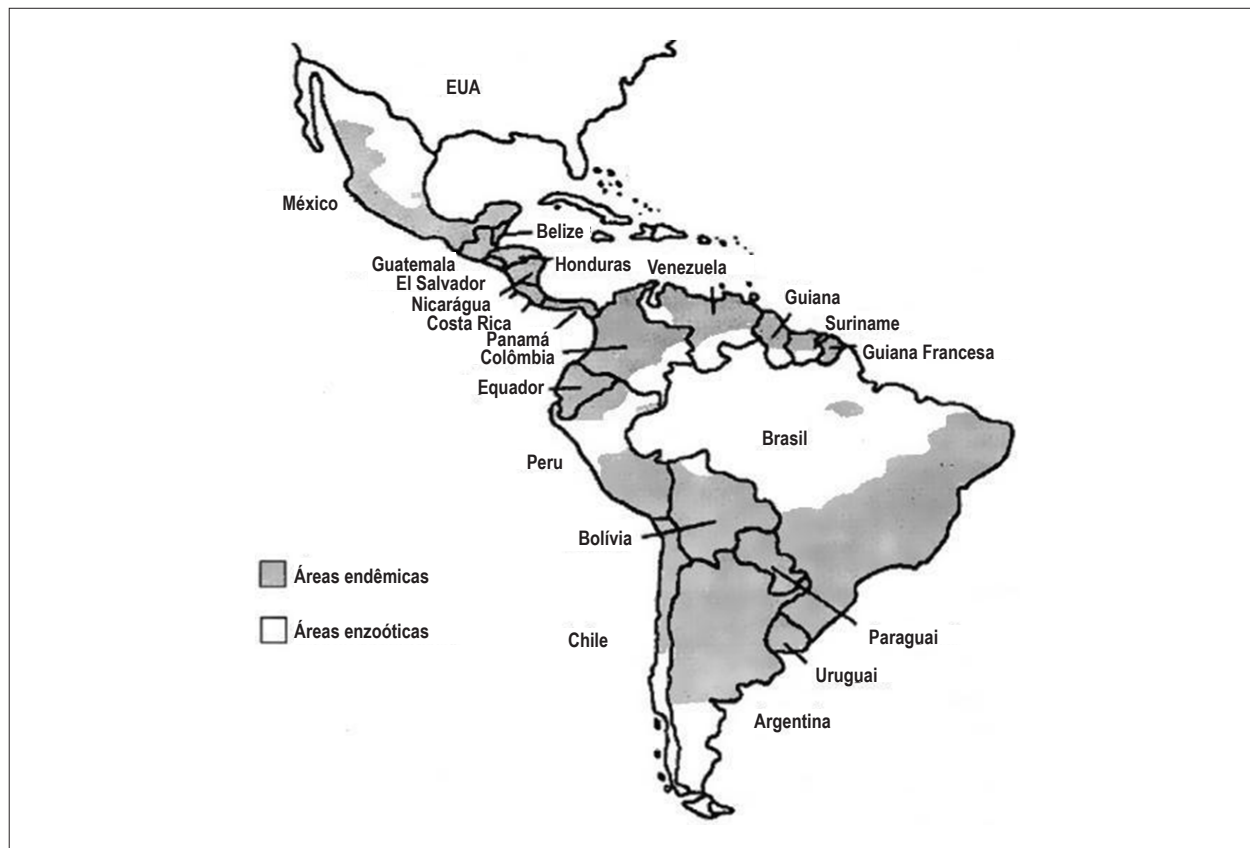 EUA
México
Belize
Guatemala
Honduras
Venezuela
El Salvador
Guiana
Nicarágua
Suriname
Costa Rica
Guiana Francesa
Panamá
Colômbia
Equador
Brasil
Peru
Bolívia
Áreas endêmicas
Áreas enzoóticas
Chile
Paraguai
Uruguai
Argentina